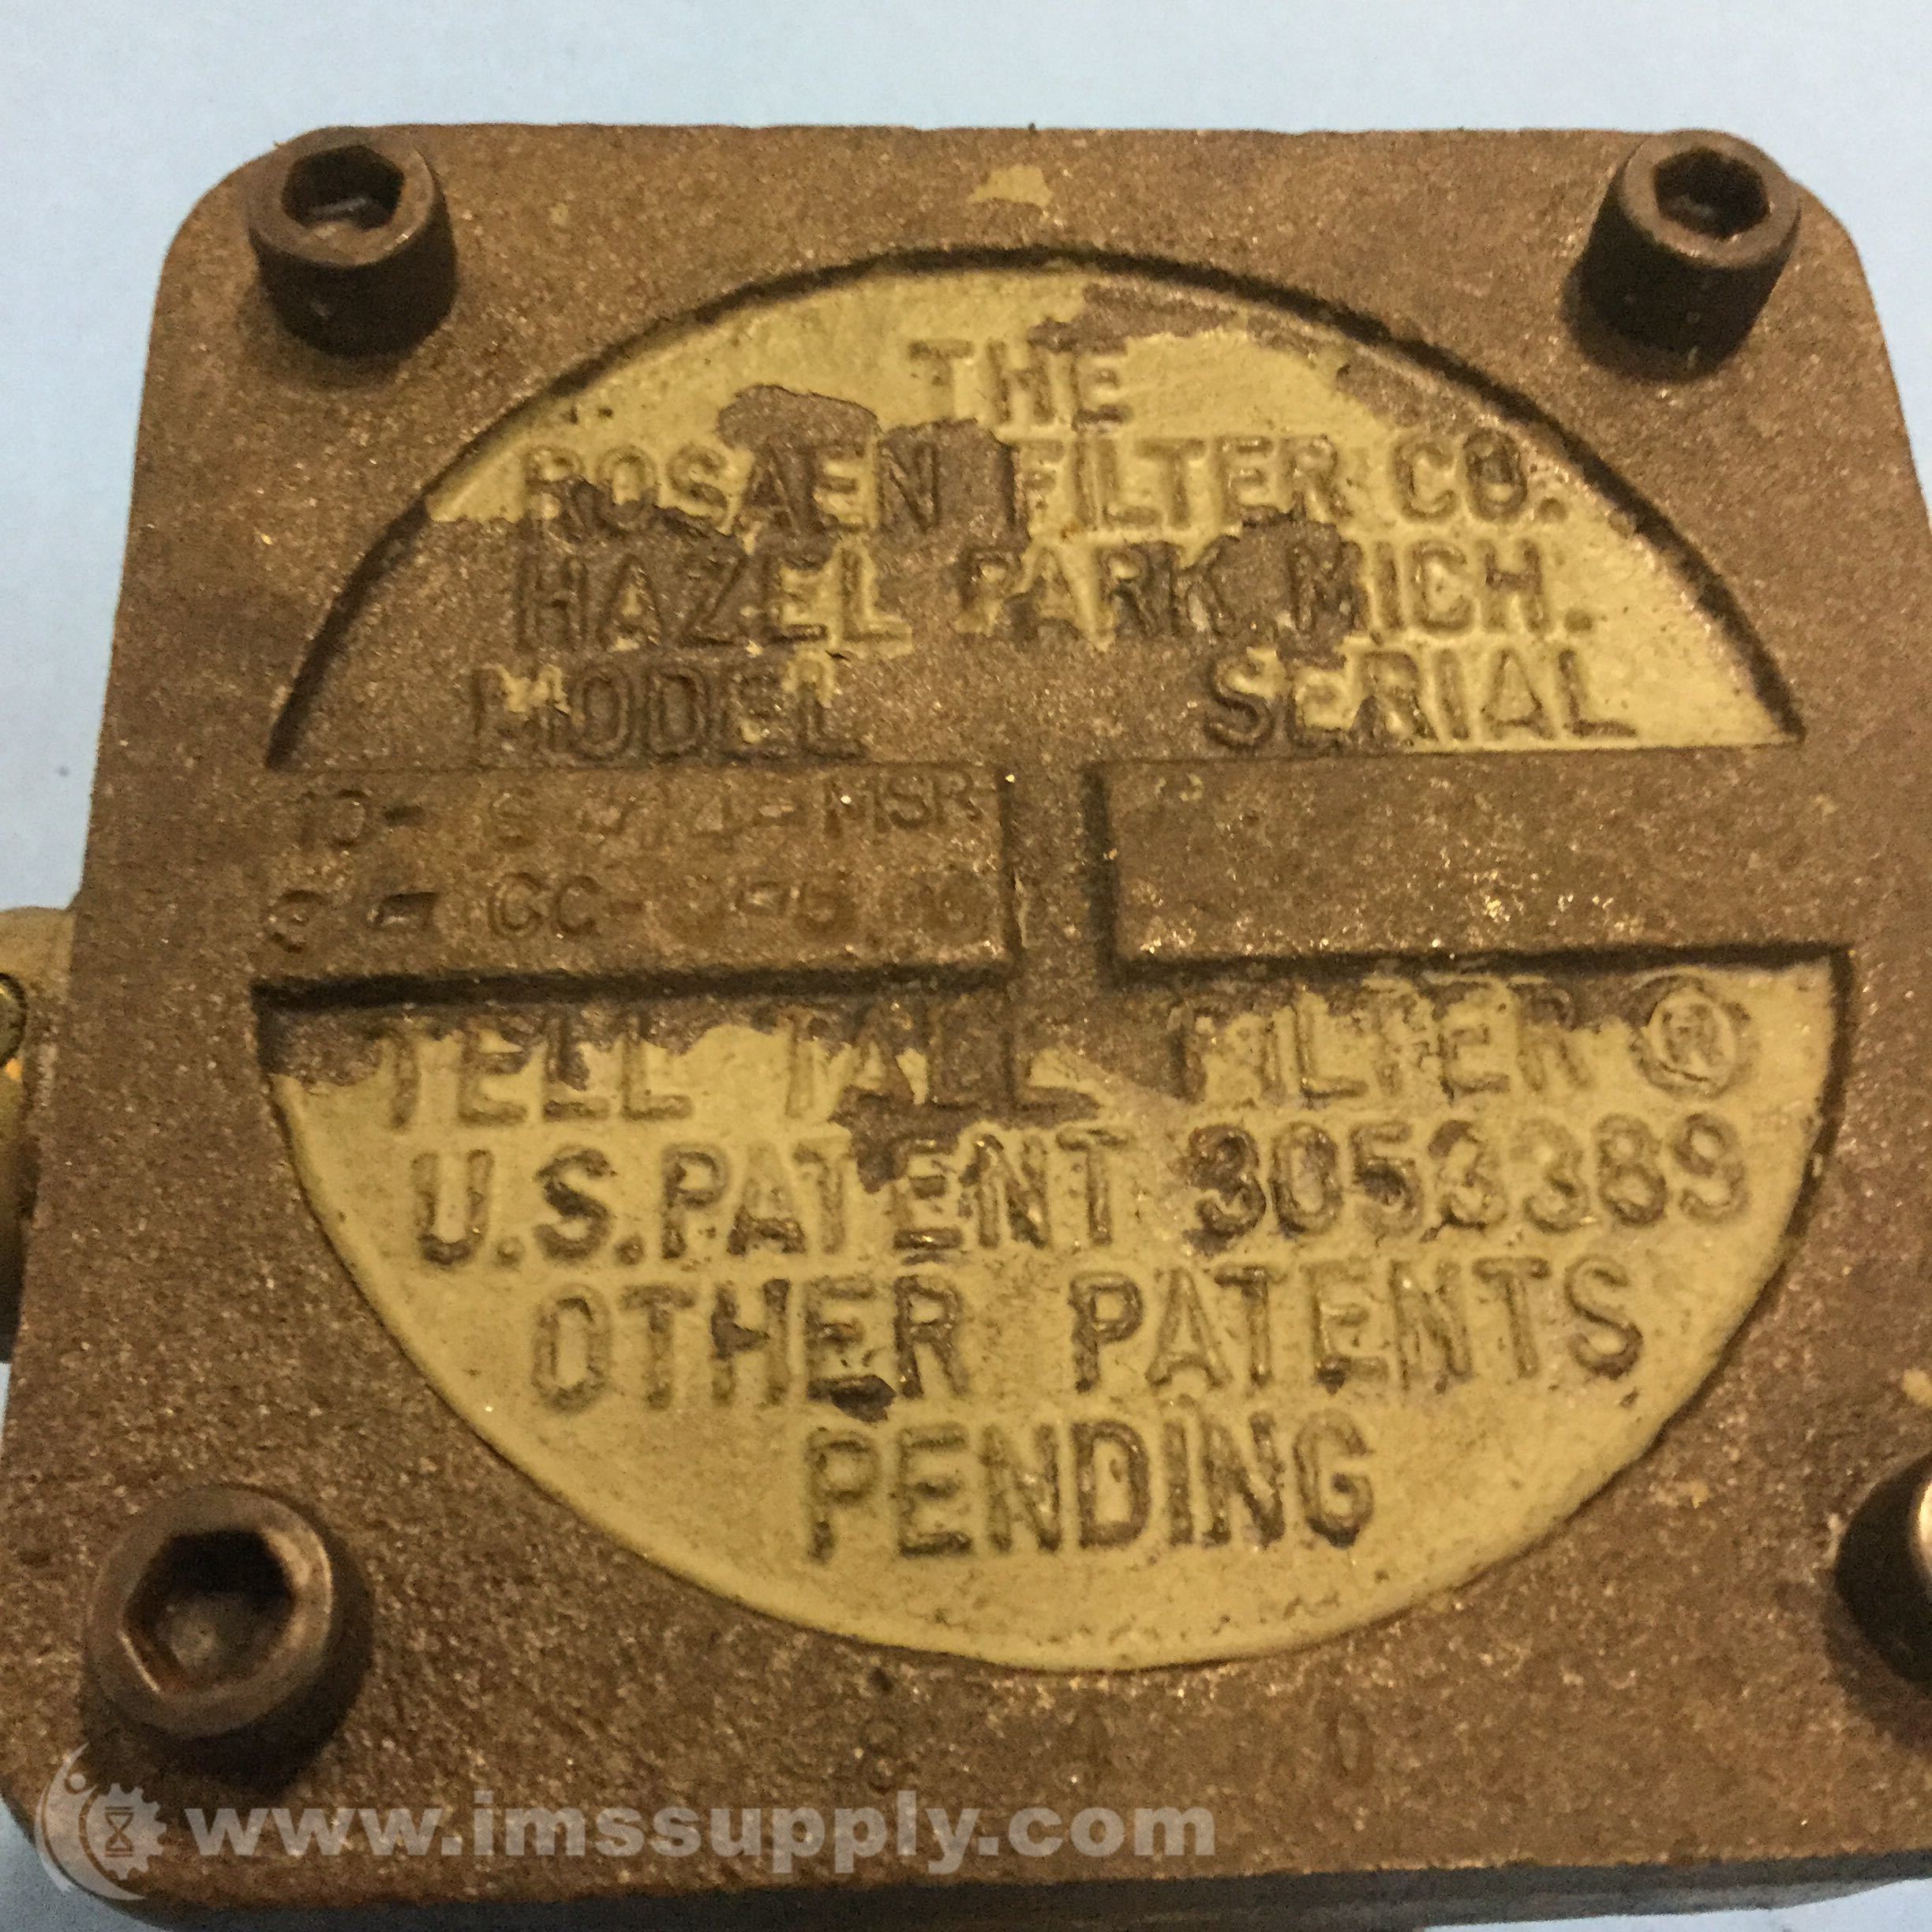 THE
ROSAEN FILTER CO.
HAZEL PARK MICH.
MODEL SERIAL
TELL TALE FILTER ®
U.S. PATENT 3053389
OTHER PATENTS
PENDING
www.imssupply.com